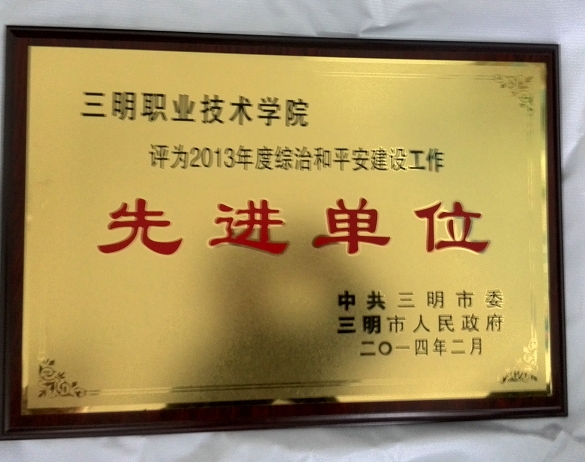 三明职业技术学院
评为2013年度综治和平安建设工作
先进单位
中共三明市委
三明市人民政府
二〇一四年二月